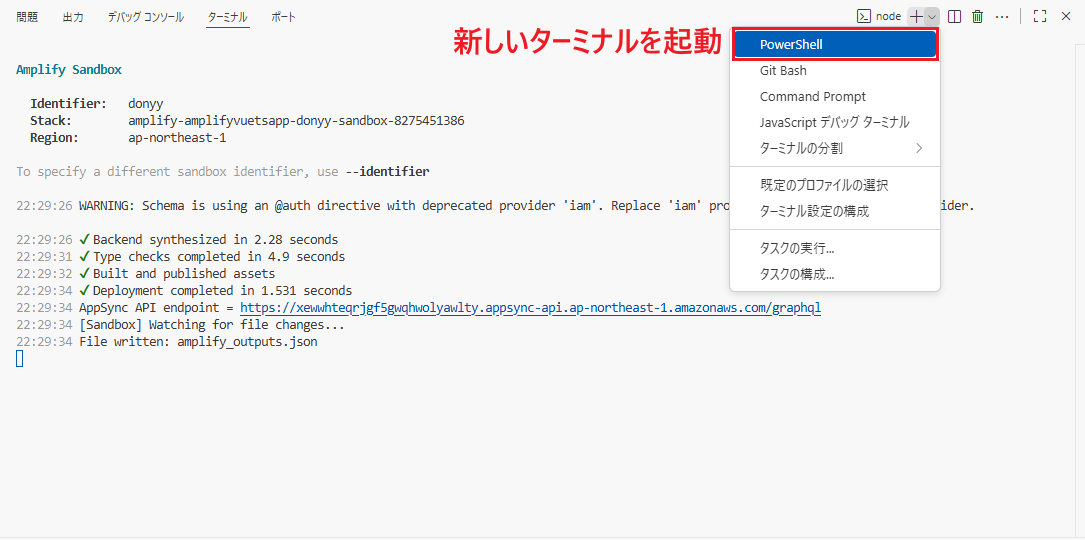 問題 出力 デバッグ コンソール ターミナル ポート node
新しいターミナルを起動
PowerShell
Git Bash
Command Prompt
JavaScript デバッグ ターミナル
ターミナルの分割
既定のプロファイルの選択
ターミナル設定の構成
タスクの実行...
タスクの構成...
Amplify Sandbox
Identifier: donyy
Stack: amplify-amplifyvuetsapp-donyy-sandbox-8275451386
Region: ap-northeast-1
To specify a different sandbox identifier, use --identifier
22:29:26 WARNING: Schema is using an @auth directive with deprecated provider 'iam'. Replace 'iam' pro ider.
22:29:26 ✓ Backend synthesized in 2.28 seconds
22:29:31 ✓ Type checks completed in 4.9 seconds
22:29:32 ✓ Built and published assets
22:29:34 ✓ Deployment completed in 1.531 seconds
22:29:34 AppSync API endpoint = https://xewwhteqrjgf5gwqhwolyawlty.appsync-api.ap-northeast-1.amazonaws.com/graphql
22:29:34 [Sandbox] Watching for file changes...
22:29:34 File written: amplify_outputs.json